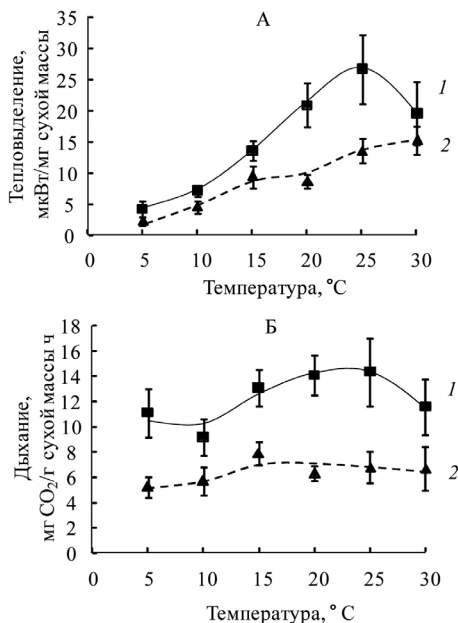 А
Тепловыделение,
мкВт/мг сухой массы
35
30
25
20
15
10
5
0
1
2
0 5 10 15 20 25 30
Температура, °С
Б
Дыхание,
мг CO₂/г сухой массы ч
18
16
14
12
10
8
6
4
2
0
1
2
0 5 10 15 20 25 30
Температура, ° С